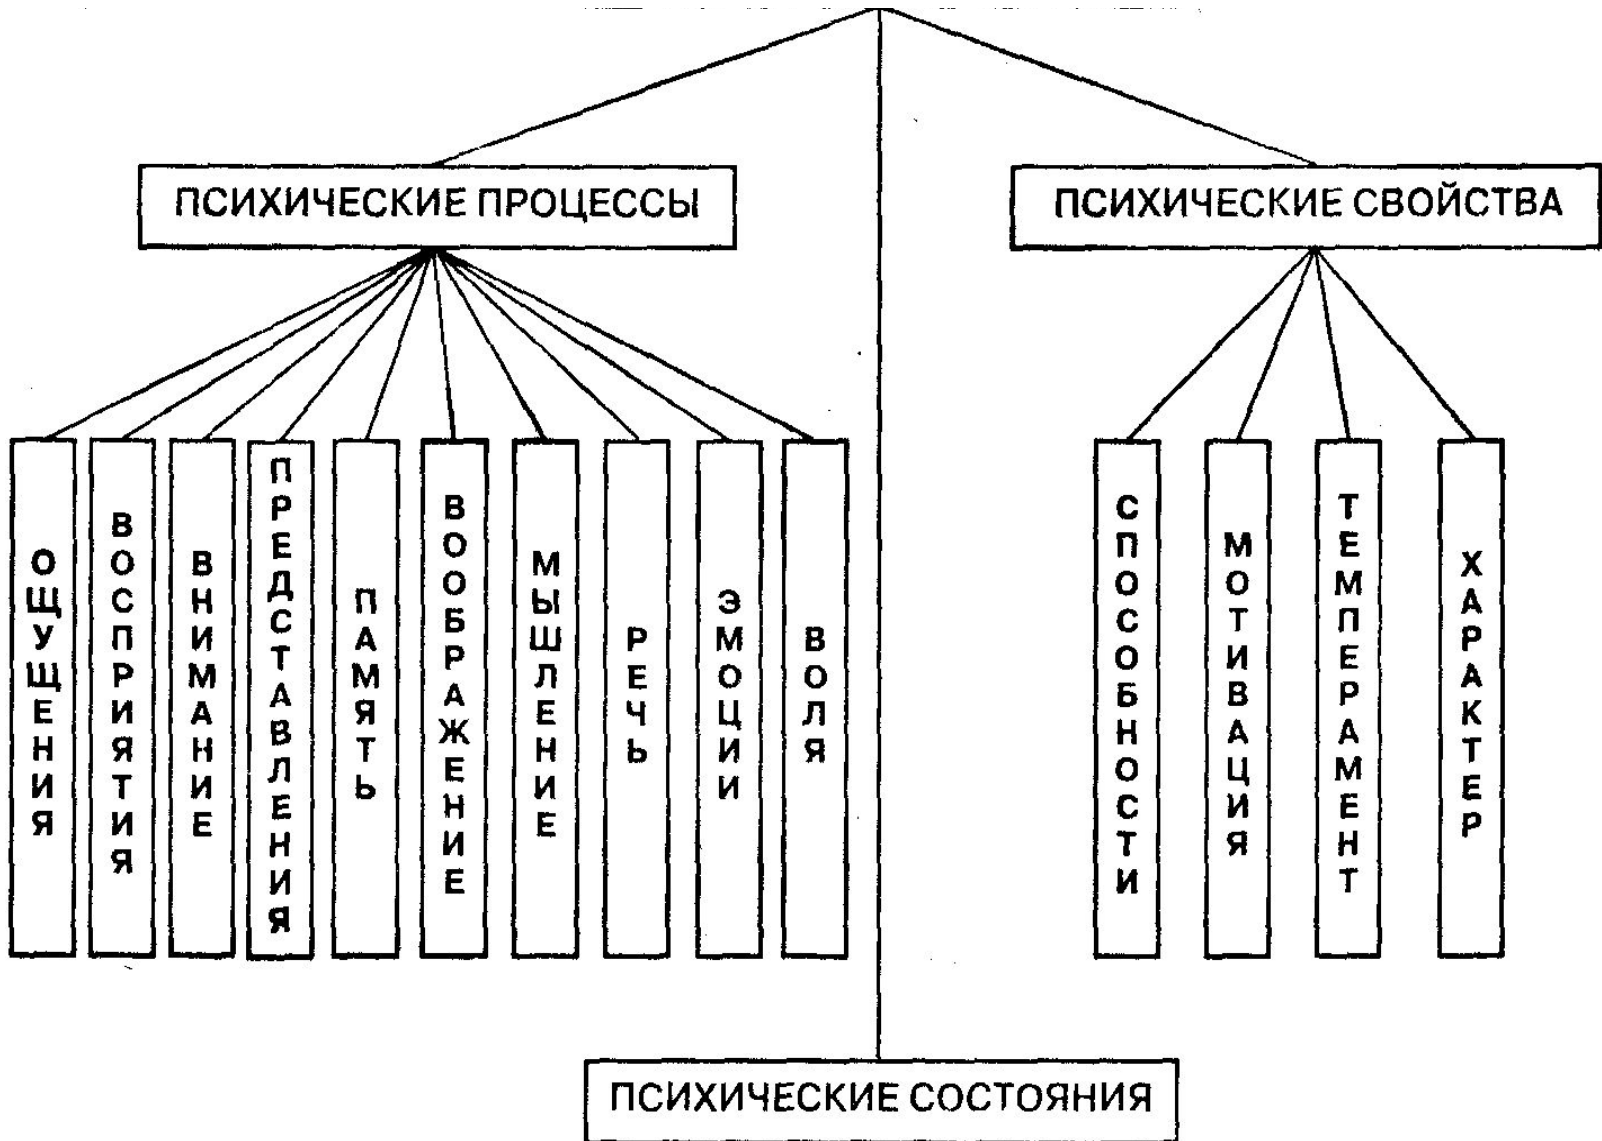 ПСИХИЧЕСКИЕ ПРОЦЕССЫ
ПСИХИЧЕСКИЕ СВОЙСТВА
ОЩУЩЕНИЯ
ВОСПРИЯТИЯ
ВНИМАНИЕ
ПРЕДСТАВЛЕНИЯ
ПАМЯТЬ
ВООБРАЖЕНИЕ
МЫШЛЕНИЕ
РЕЧЬ
ЭМОЦИИ
ВОЛЯ
СПОСОБНОСТИ
МОТИВАЦИЯ
ТЕМПЕРАМЕНТ
ХАРАКТЕР
ПСИХИЧЕСКИЕ СОСТОЯНИЯ